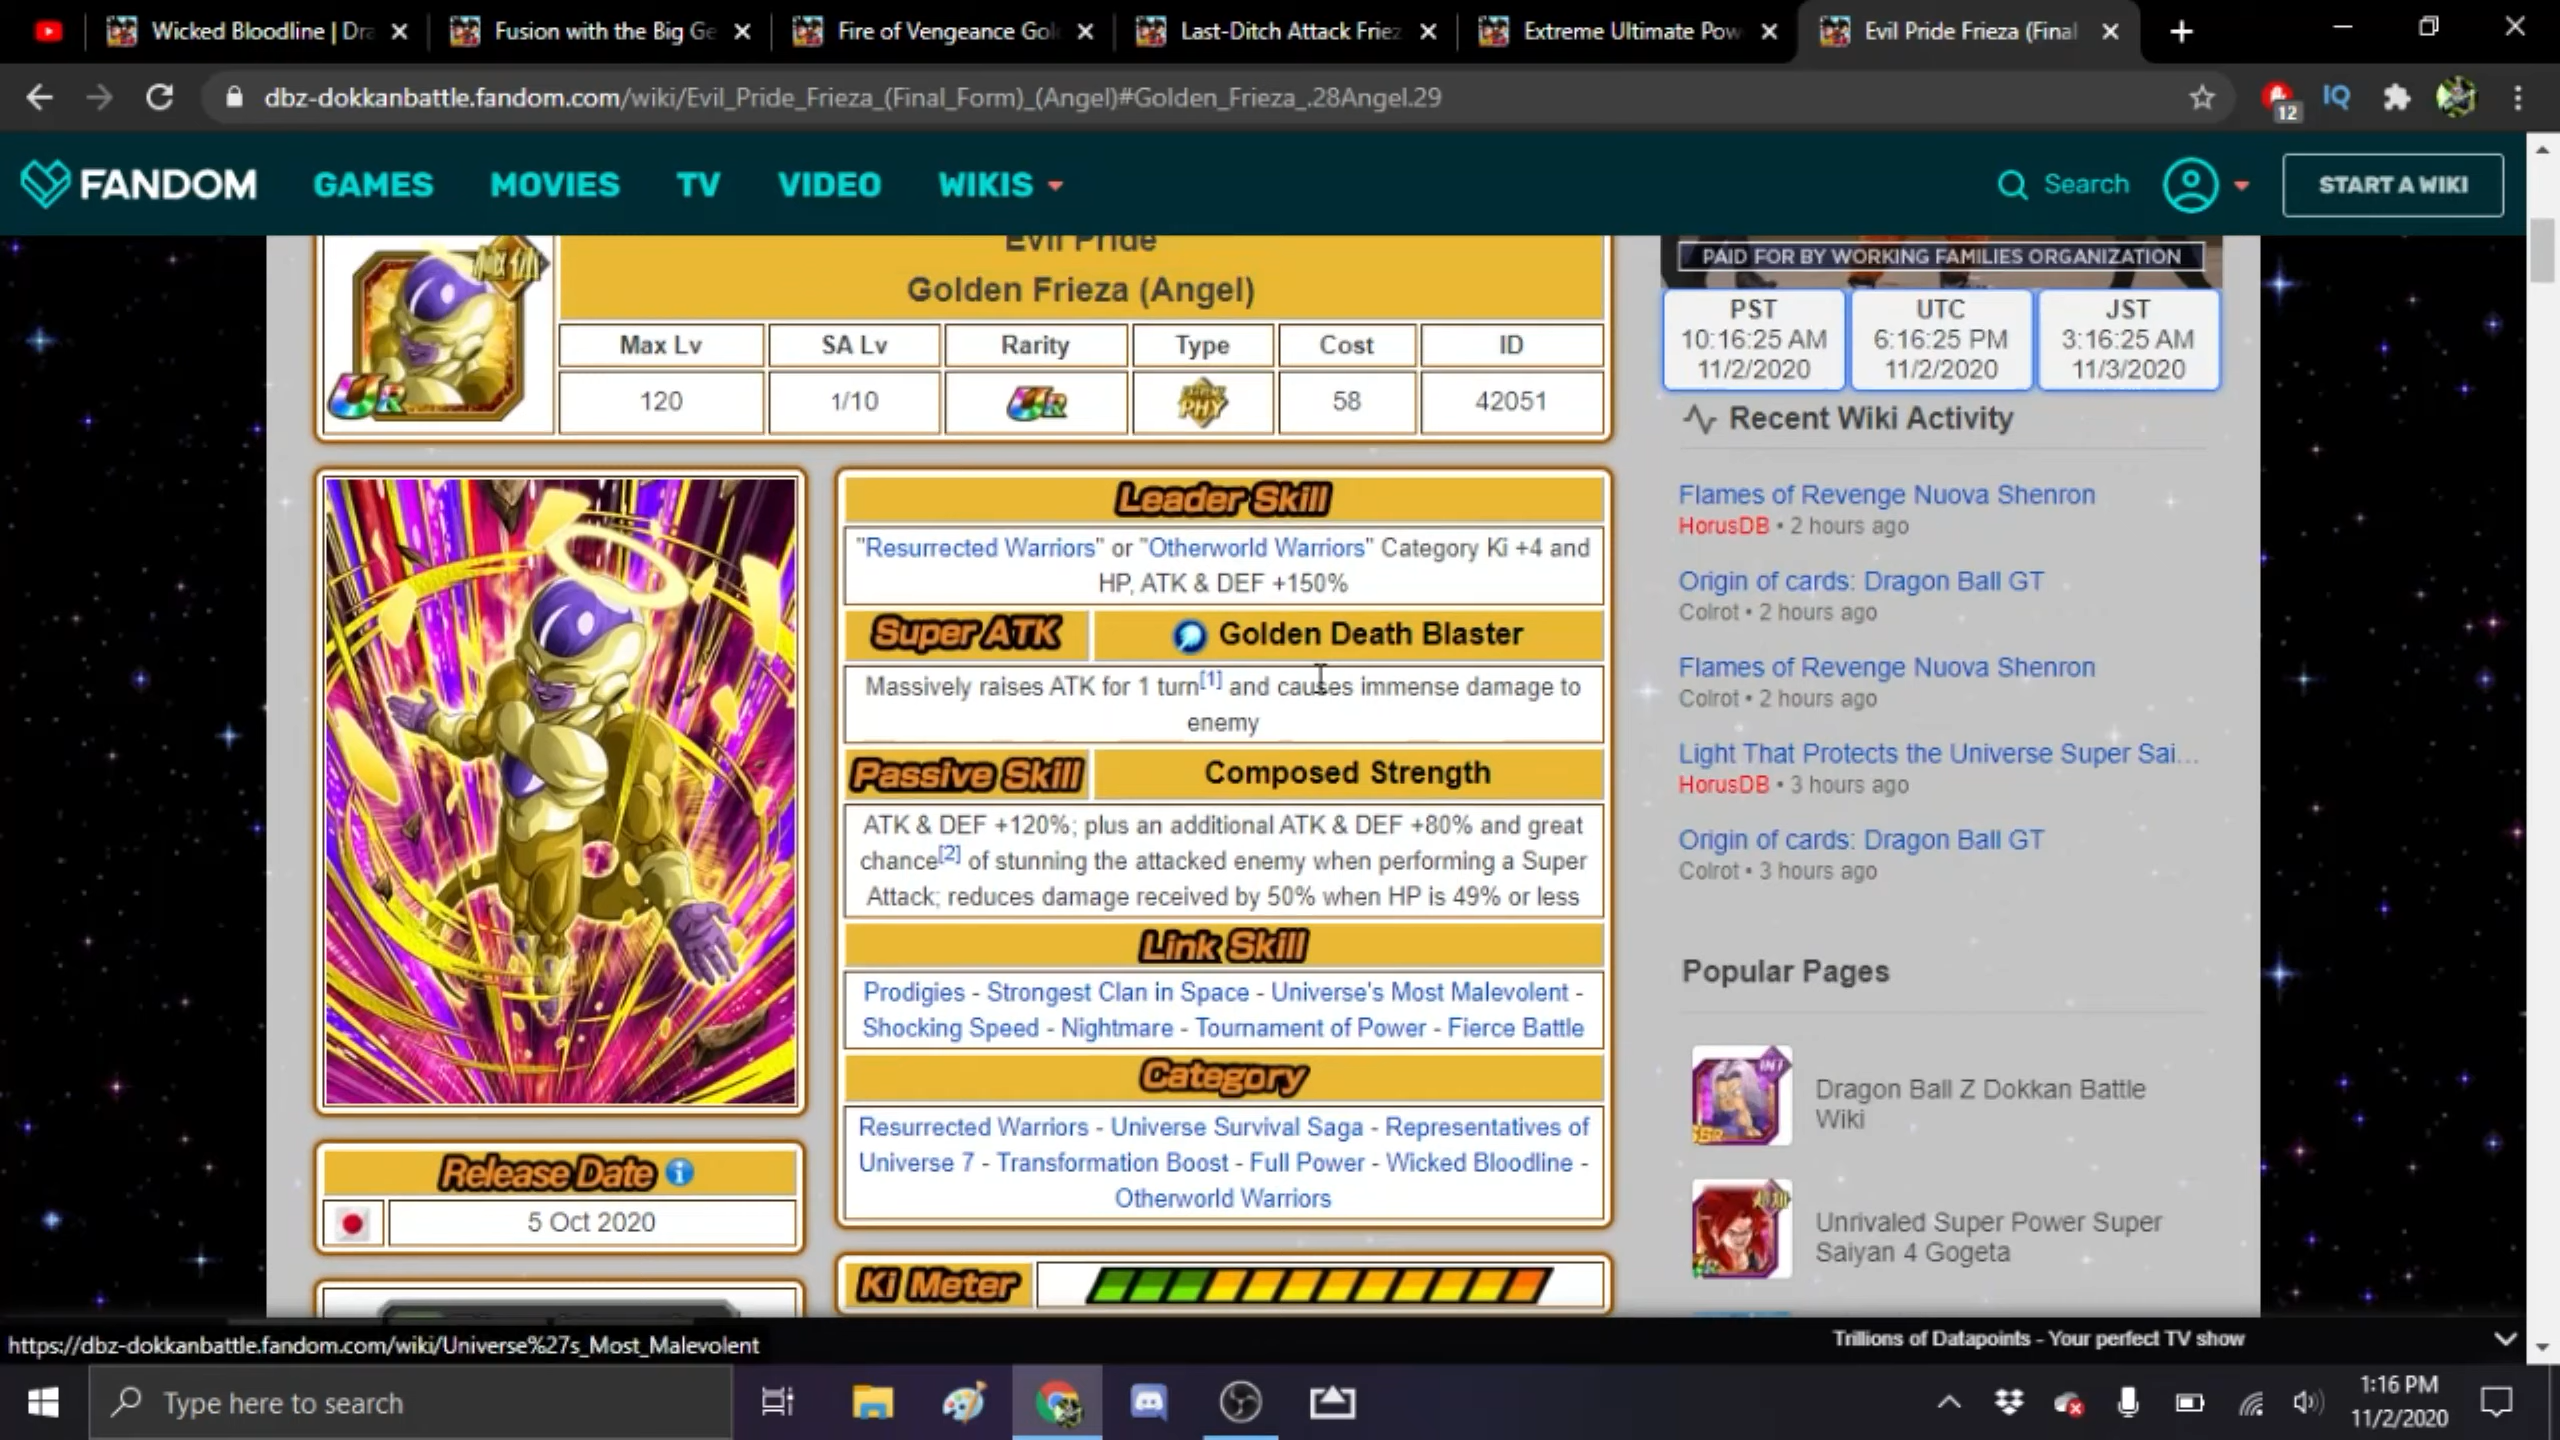 Wicked Bloodline | Dra
Fusion with the Big Ge
Fire of Vengeance Gol
Last-Ditch Attack Friez
Extreme Ultimate Pow
Evil Pride Frieza (Final
dbz-dokkanbattle.fandom.com/wiki/Evil_Pride_Frieza_(Final_Form)_(Angel)#Golden_Frieza_.28Angel.29
12
IQ
FANDOM
GAMES
MOVIES
TV
VIDEO
WIKIS
Search
START A WIKI
Evil Pride
Golden Frieza (Angel)
Max Lv SA Lv Rarity Type Cost ID
120 1/10 UR PHY 58 42051
UR
Leader Skill
"Resurrected Warriors" or "Otherworld Warriors" Category Ki +4 and
HP, ATK & DEF +150%
Super ATK
Golden Death Blaster
Massively raises ATK for 1 turn[1] and causes immense damage to
enemy
Passive Skill
Composed Strength
ATK & DEF +120%; plus an additional ATK & DEF +80% and great
chance[2] of stunning the attacked enemy when performing a Super
Attack; reduces damage received by 50% when HP is 49% or less
Link Skill
Prodigies - Strongest Clan in Space - Universe's Most Malevolent -
Shocking Speed - Nightmare - Tournament of Power - Fierce Battle
Category
Resurrected Warriors - Universe Survival Saga - Representatives of
Universe 7 - Transformation Boost - Full Power - Wicked Bloodline -
Otherworld Warriors
Release Date
5 Oct 2020
Ki Meter
PAID FOR BY WORKING FAMILIES ORGANIZATION
PST UTC JST
10:16:25 AM 6:16:25 PM 3:16:25 AM
11/2/2020 11/2/2020 11/3/2020
Recent Wiki Activity
Flames of Revenge Nuova Shenron
HorusDB • 2 hours ago
Origin of cards: Dragon Ball GT
Colrot • 2 hours ago
Flames of Revenge Nuova Shenron
Colrot • 2 hours ago
Light That Protects the Universe Super Sai...
HorusDB • 3 hours ago
Origin of cards: Dragon Ball GT
Colrot • 3 hours ago
Popular Pages
Dragon Ball Z Dokkan Battle
Wiki
Unrivaled Super Power Super
Saiyan 4 Gogeta
https://dbz-dokkanbattle.fandom.com/wiki/Universe%27s_Most_Malevolent
Trillions of Datapoints - Your perfect TV show
Type here to search
1:16 PM
11/2/2020